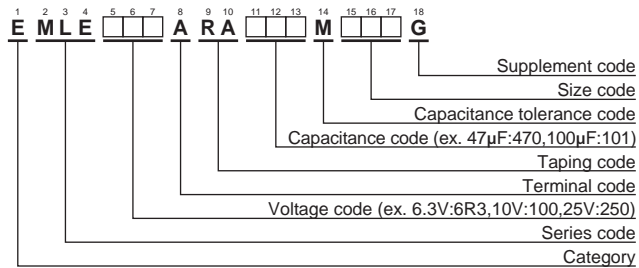 1 2 3 4 5 6 7 8 9 10 11 12 13 14 15 16 17 18
E M L E A R A M G
Supplement code
Size code
Capacitance tolerance code
Capacitance code (ex. 47μF:470,100μF:101)
Taping code
Terminal code
Voltage code (ex. 6.3V:6R3,10V:100,25V:250)
Series code
Category